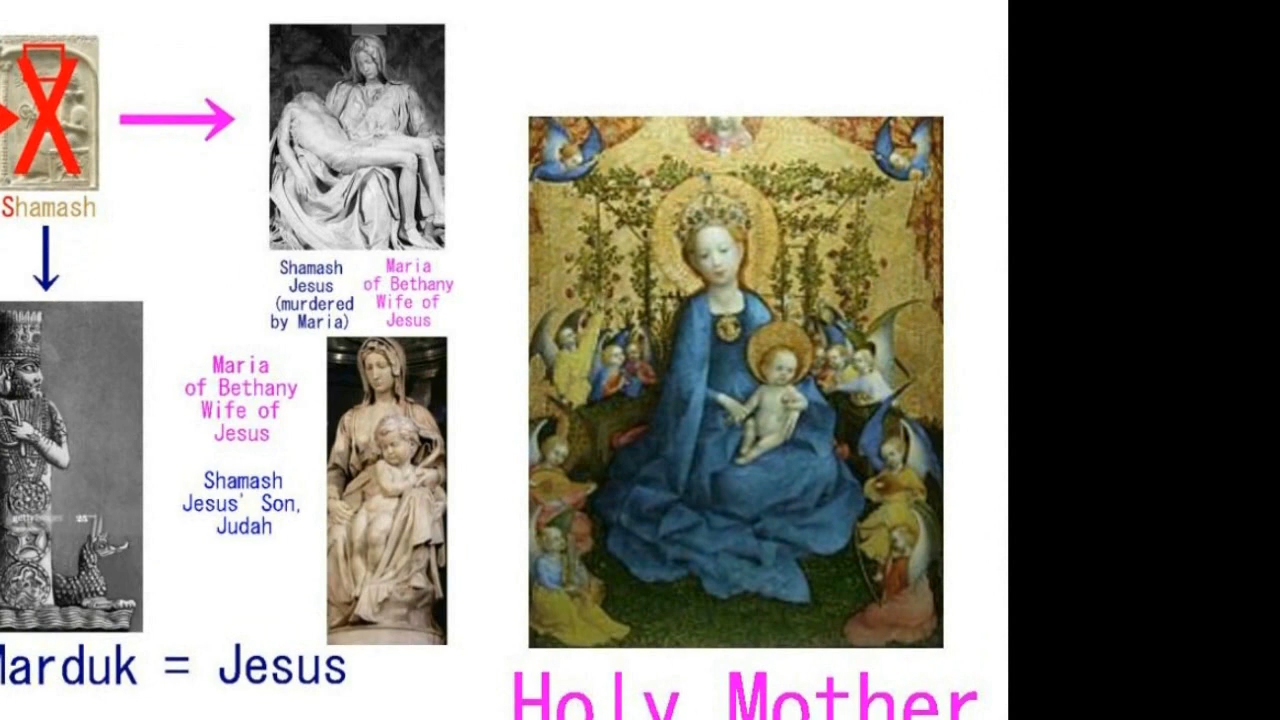 Shamash
Shamash
Jesus
(murdered
by Maria)
Maria
of Bethany
Wife of
Jesus
Maria
of Bethany
Wife of
Jesus
Shamash
Jesus' Son,
Judah
Marduk = Jesus
Holy Mother